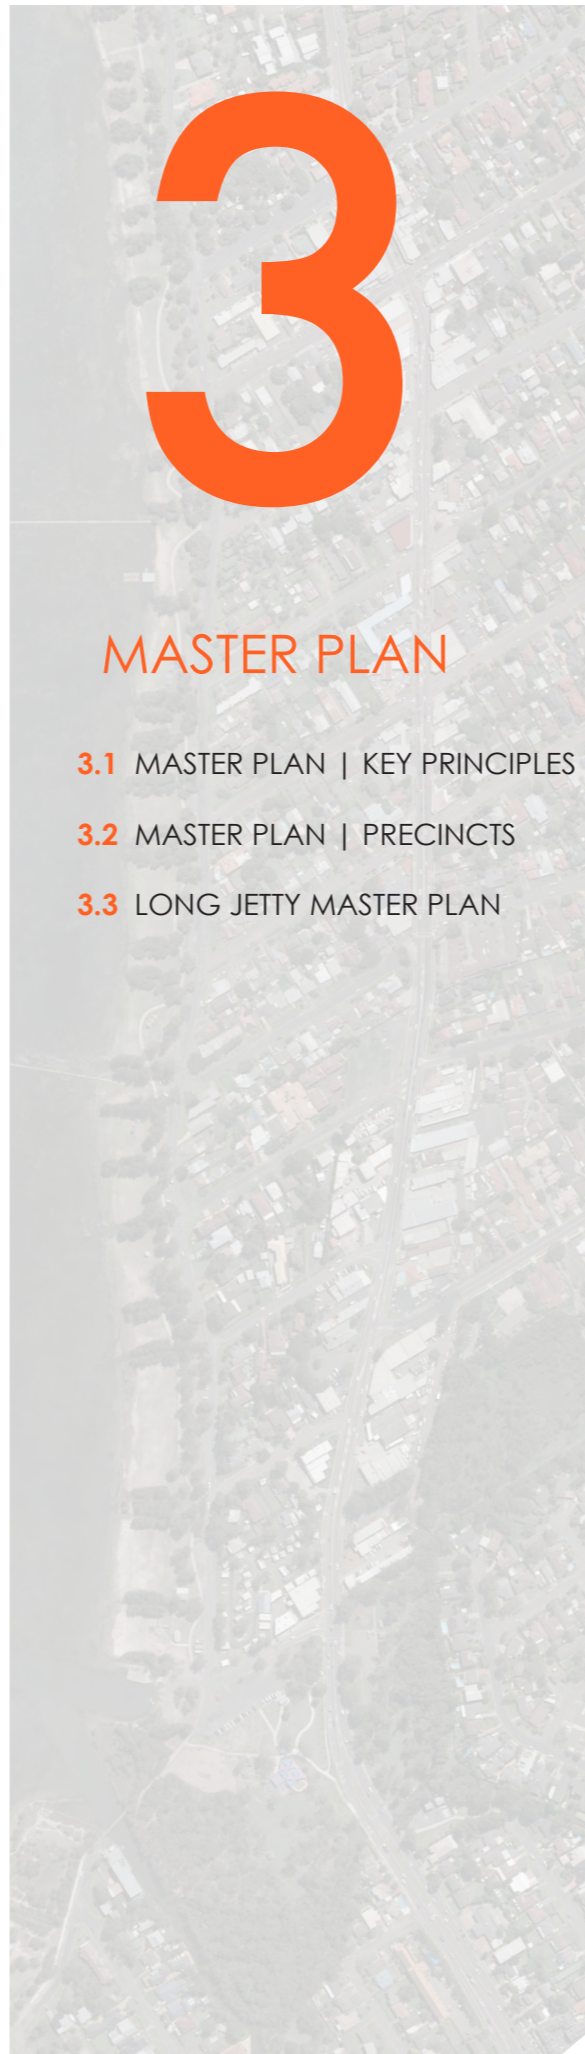 3
MASTER PLAN
3.1 MASTER PLAN | KEY PRINCIPLES
3.2 MASTER PLAN | PRECINCTS
3.3 LONG JETTY MASTER PLAN